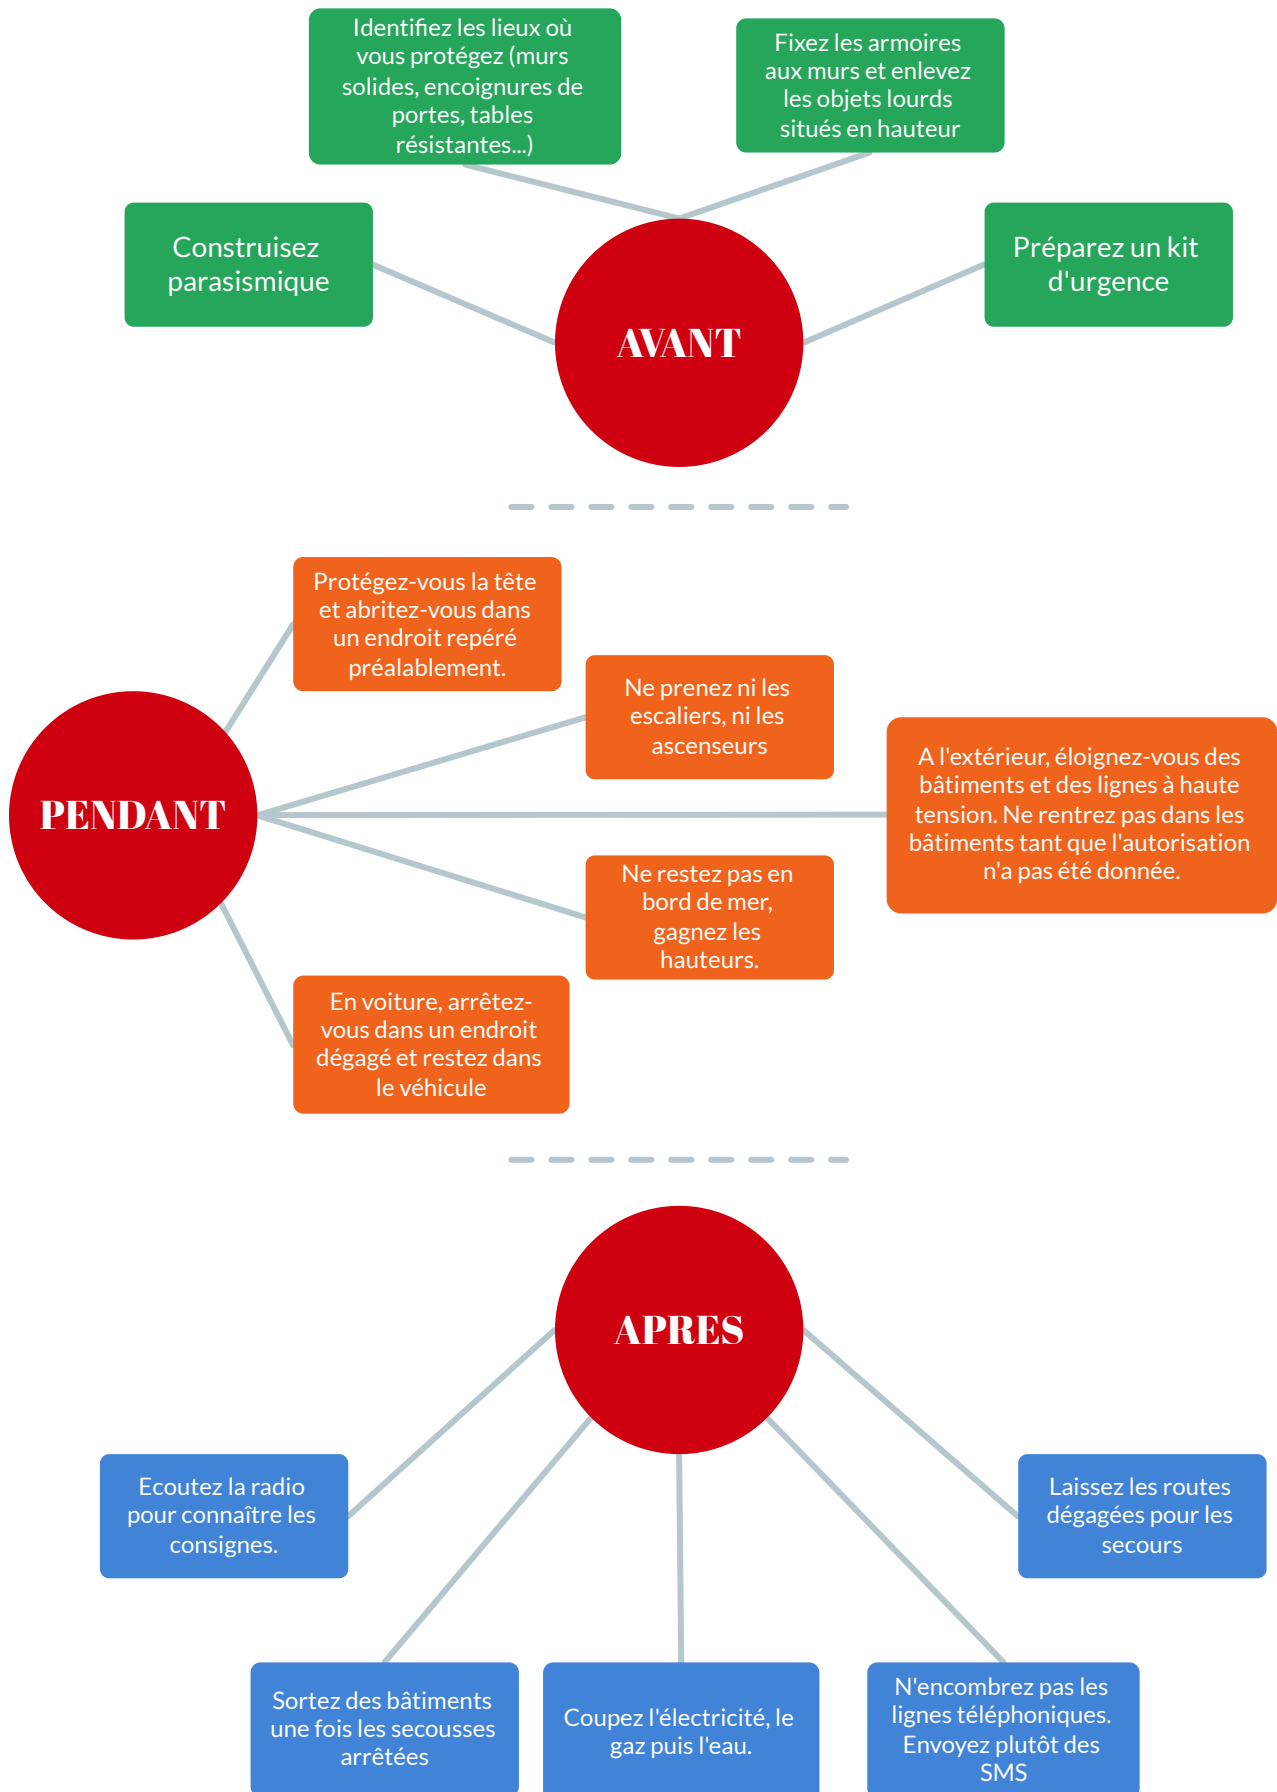 Identifiez les lieux où
vous protégez (murs
solides, encoignures de
portes, tables
résistantes...)
Fixez les armoires
aux murs et enlevez
les objets lourds
situés en hauteur
Construisez
parasismique
Préparez un kit
d'urgence
AVANT
Protégez-vous la tête
et abritez-vous dans
un endroit repéré
préalablement.
Ne prenez ni les
escaliers, ni les
ascenseurs
PENDANT
A l'extérieur, éloignez-vous des
bâtiments et des lignes à haute
tension. Ne rentrez pas dans les
bâtiments tant que l'autorisation
n'a pas été donnée.
Ne restez pas en
bord de mer,
gagnez les
hauteurs.
En voiture, arrêtez-
vous dans un endroit
dégagé et restez dans
le véhicule
APRES
Ecoutez la radio
pour connaître les
consignes.
Laissez les routes
dégagées pour les
secours
Sortez des bâtiments
une fois les secousses
arrêtées
Coupez l'électricité, le
gaz puis l'eau.
N'encombrez pas les
lignes téléphoniques.
Envoyez plutôt des
SMS